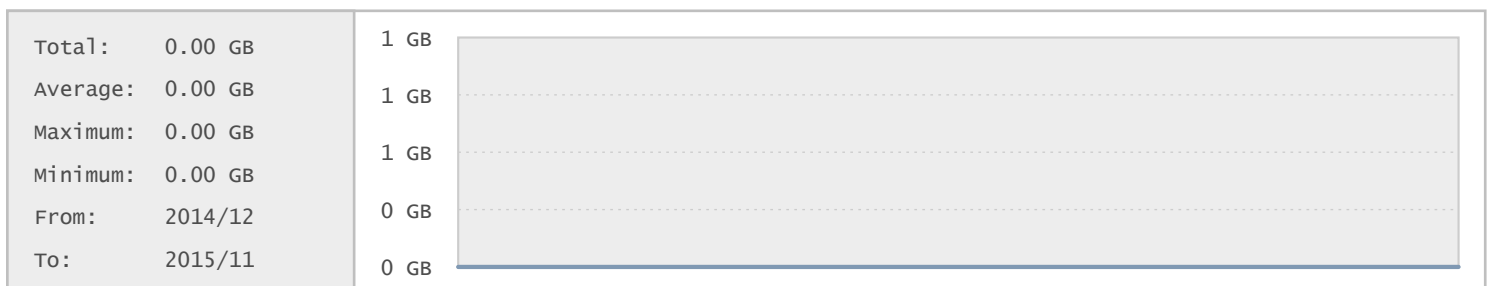 Total: 0.00 GB
Average: 0.00 GB
Maximum: 0.00 GB
Minimum: 0.00 GB
From: 2014/12
To: 2015/11
1 GB
1 GB
1 GB
0 GB
0 GB